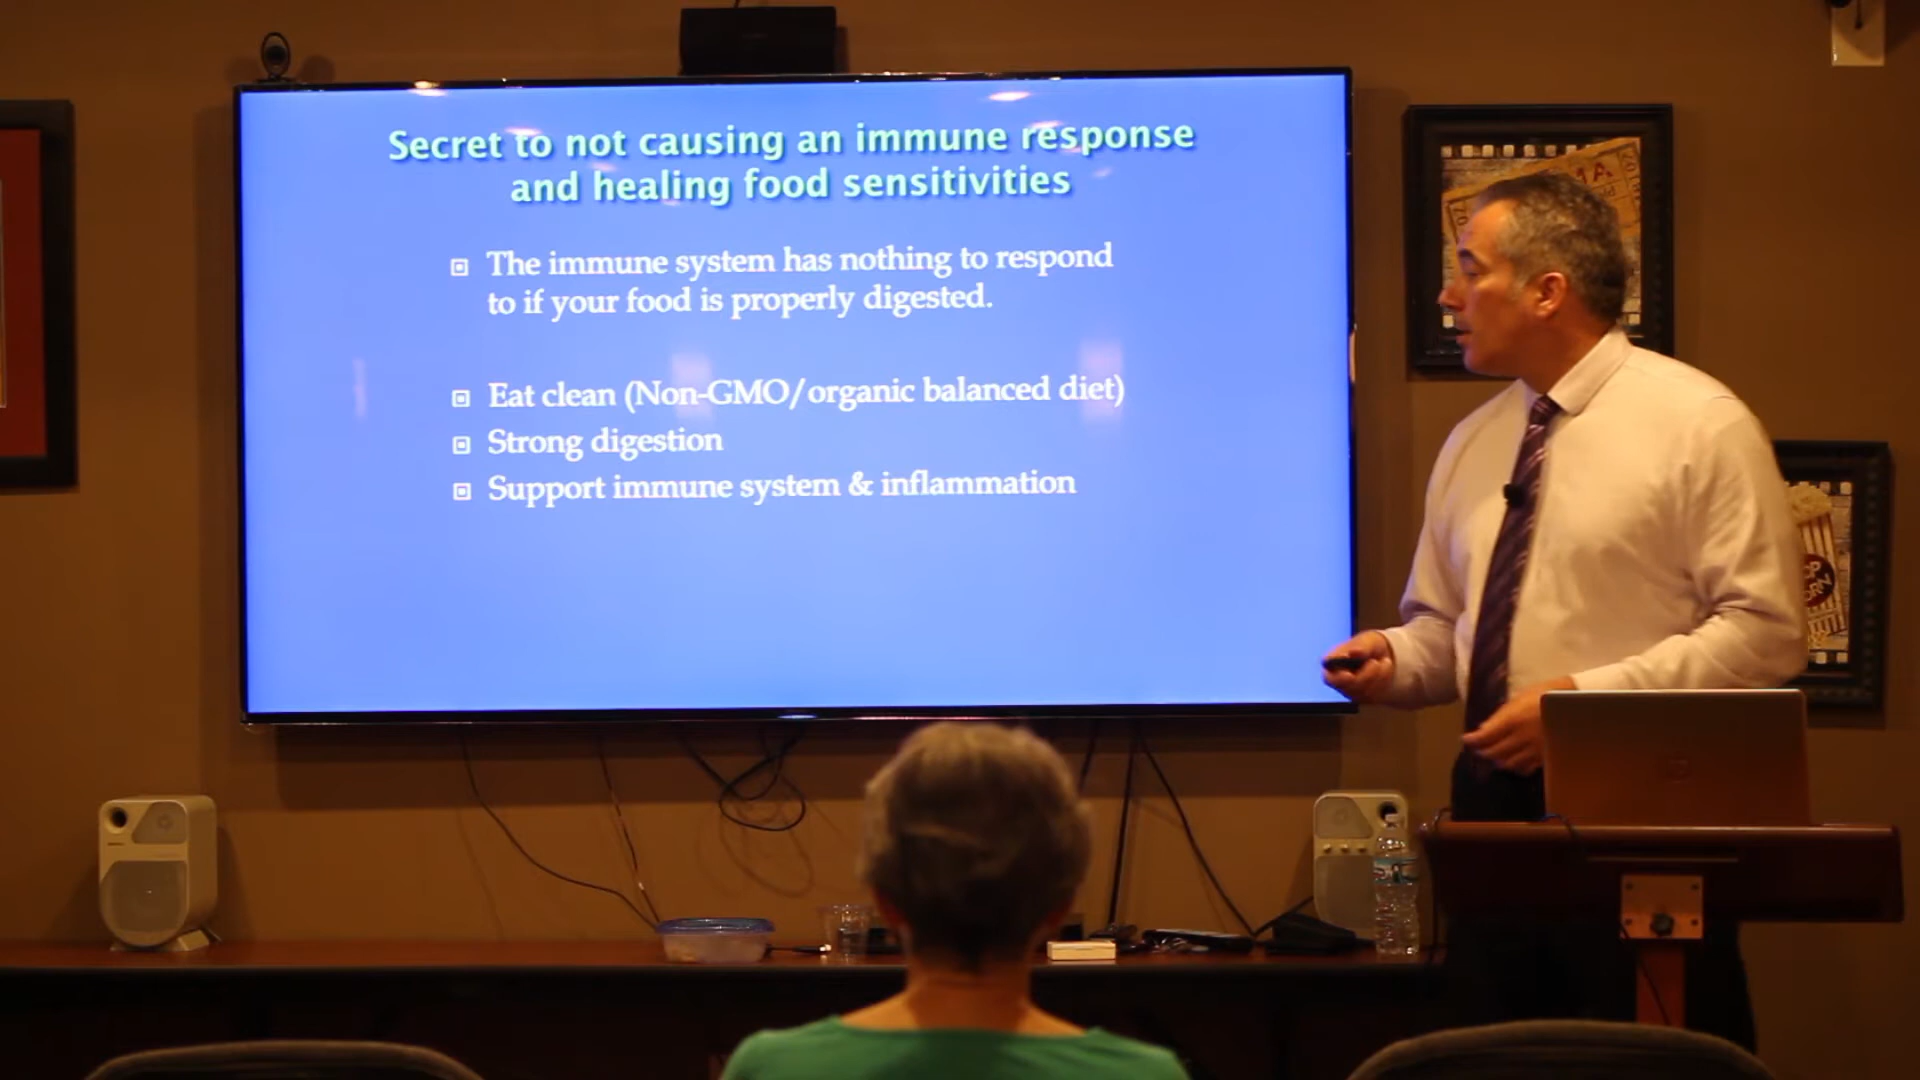 Secret to not causing an immune response
and healing food sensitivities
The immune system has nothing to respond
to if your food is properly digested.
Eat clean (Non-GMO/organic balanced diet)
Strong digestion
Support immune system & inflammation